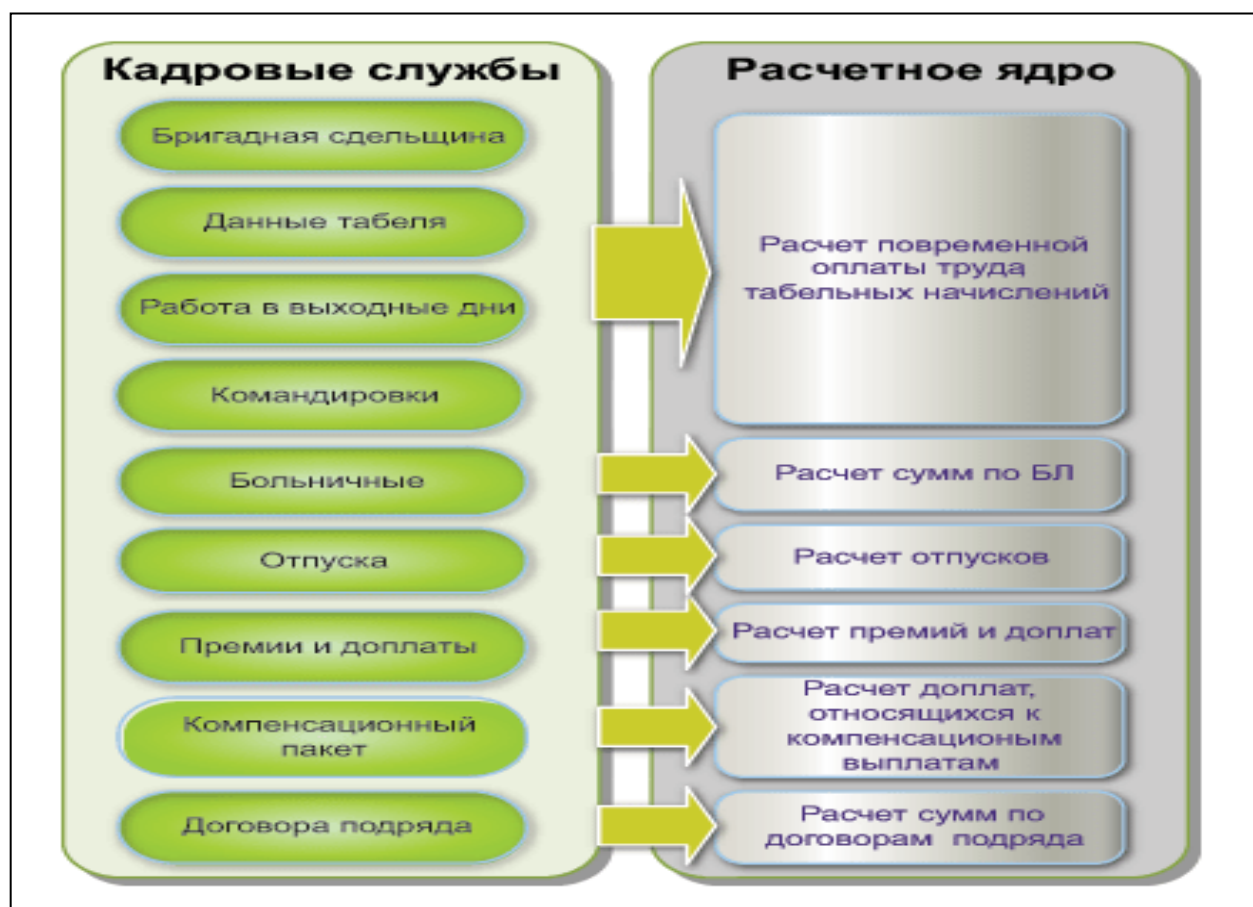 Кадровые службы
Бригадная сдельщина
Данные табеля
Работа в выходные дни
Командировки
Больничные
Отпуска
Премии и доплаты
Компенсационный
пакет
Договора подряда
Расчетное ядро
Расчет повременной
оплаты труда
табельных начислений
Расчет сумм по БЛ
Расчет отпусков
Расчет премий и доплат
Расчет доплат,
относящихся к
компенсационым
выплатам
Расчет сумм по
договорам подряда